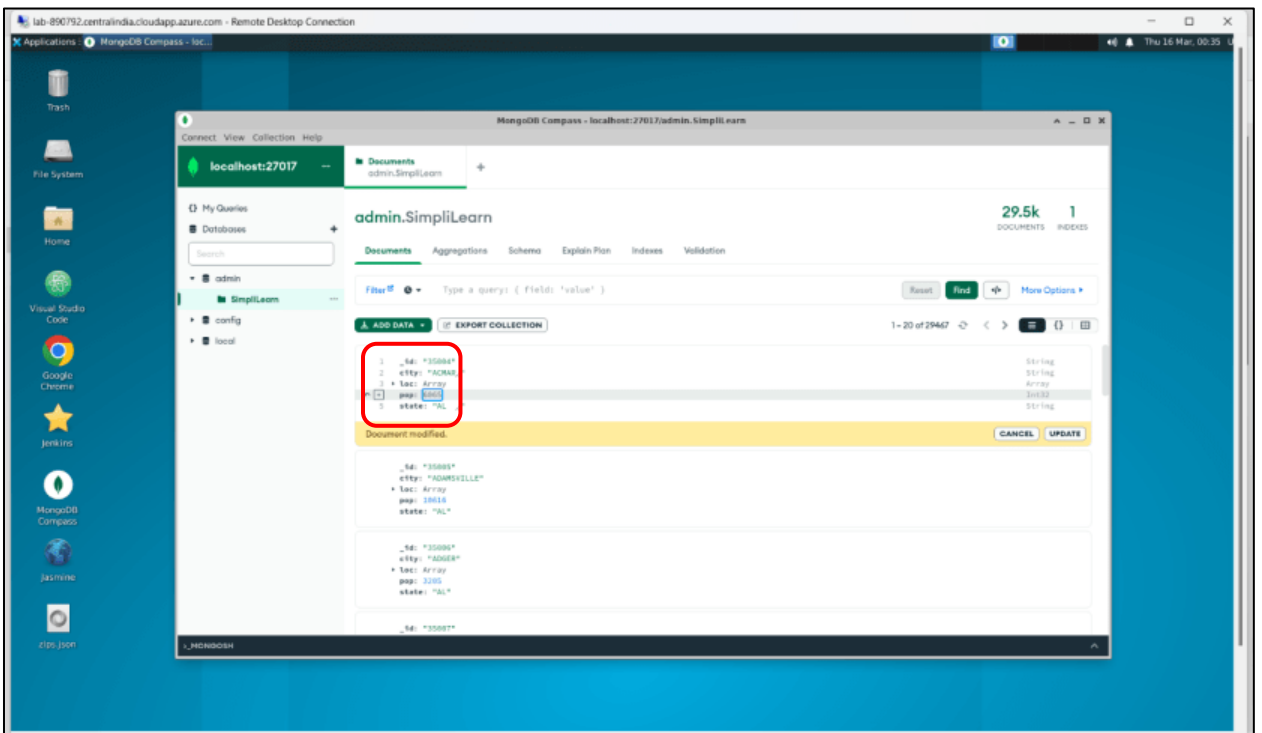 lab-890792.centralindia.cloudapp.azure.com - Remote Desktop Connection
Applications : MongoDB Compass - loc...
Thu 16 Mar, 00:35 U
Trash
File System
Home
Visual Studio
Code
Google
Chrome
Jenkins
MongoDB
Compass
Jasmine
zips.json
MongoDB Compass - localhost:27017/admin.SimpliLearn
Connect View Collection Help
localhost:27017
Documents
admin.SimpliLearn
+
{} My Queries
Databases +
Search
admin
SimpliLearn ...
config
local
admin.SimpliLearn
29.5k 1
DOCUMENTS INDEXES
Documents Aggregations Schema Explain Plan Indexes Validation
Filter Type a query: { field: 'value' } Reset Find More Options
ADD DATA EXPORT COLLECTION 1 - 20 of 29467 {}
1 _id: "35004" String
2 city: "ACMAR," String
3 loc: Array Array
pop: 6065 Int32
5 state: "AL ," String
Document modified. CANCEL UPDATE
_id: "35005"
city: "ADAMSVILLE"
loc: Array
pop: 10616
state: "AL"
_id: "35006"
city: "ADGER"
loc: Array
pop: 3205
state: "AL"
_id: "35007"
>_MONGOSH